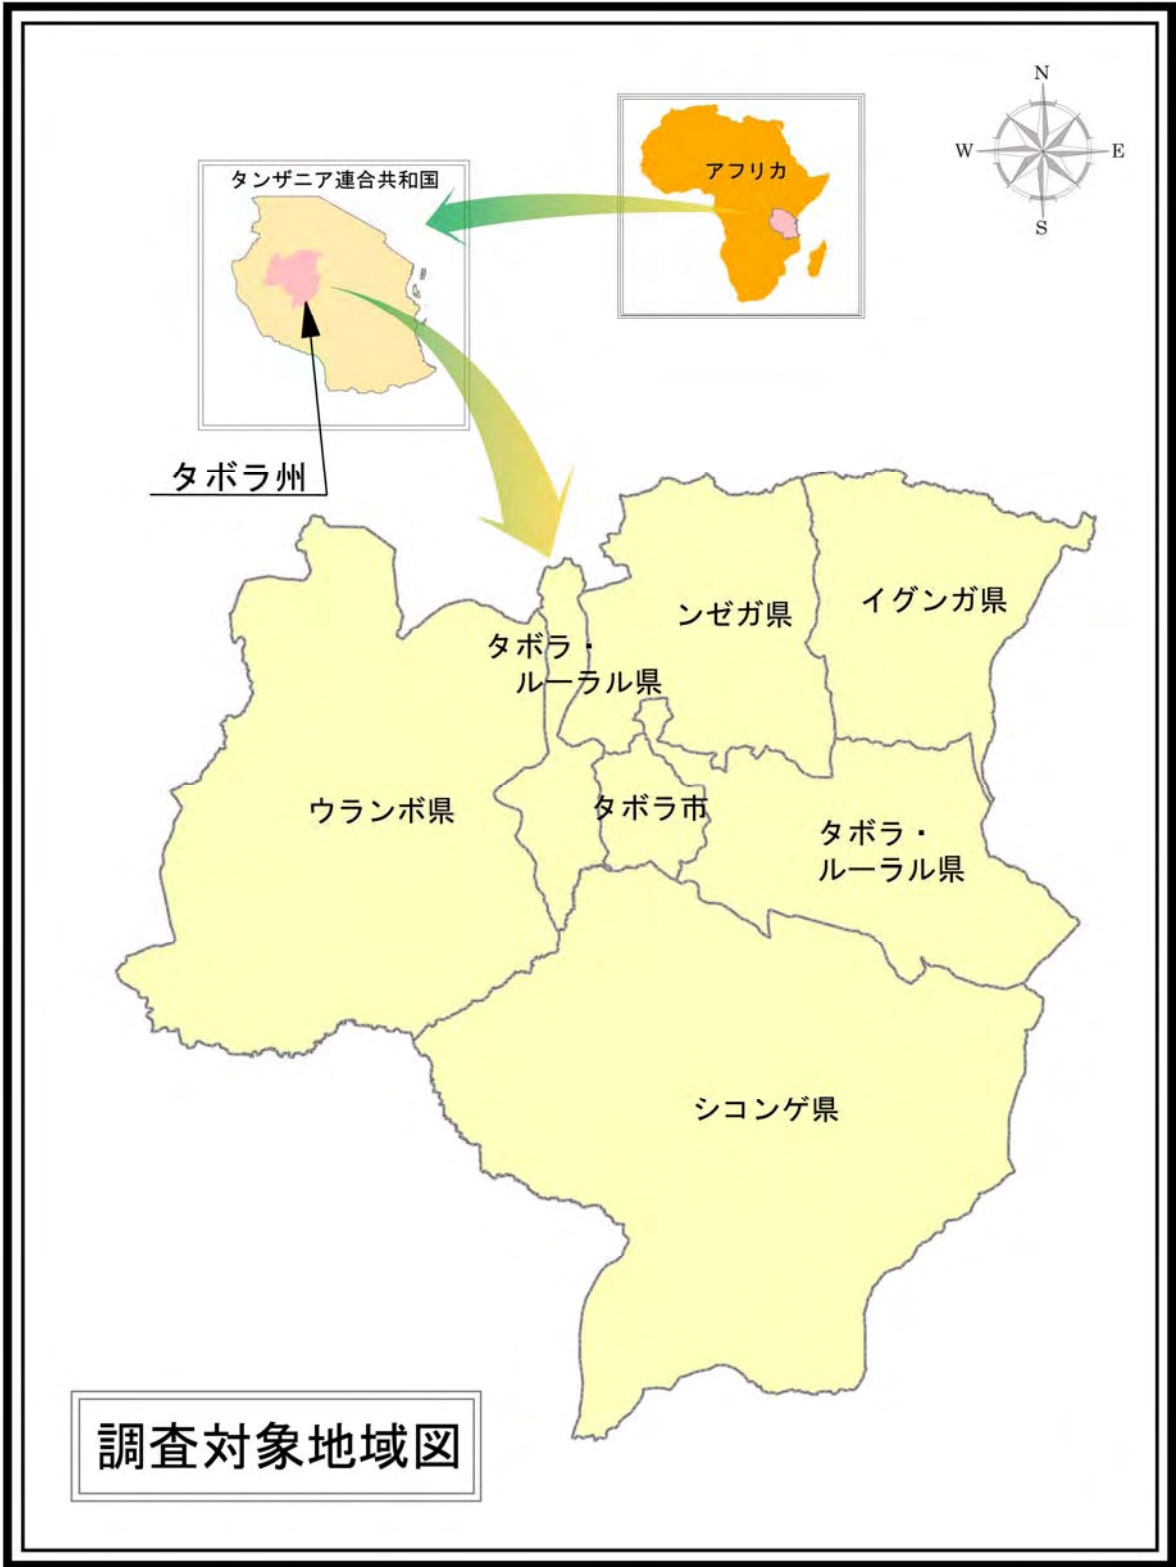 N
アフリカ
W
E
タンザニア連合共和国
S
タボラ州
イグンガ県
ンゼガ県
タボラ・
ルーラル県
ウランボ県
タボラ市
タボラ・
ルーラル県
シコンゲ県
調査対象地域図